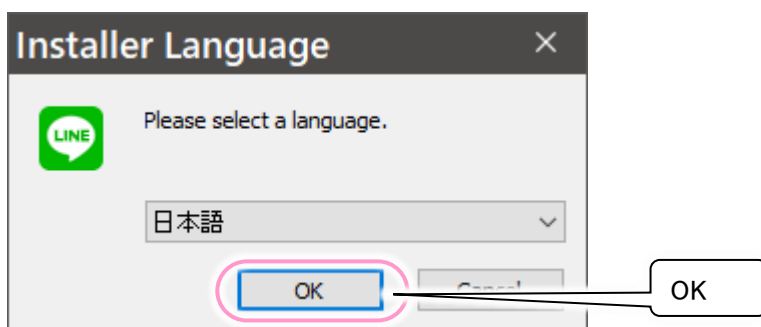 Installer Language
LINE
Please select a language.
日本語
OK
OK